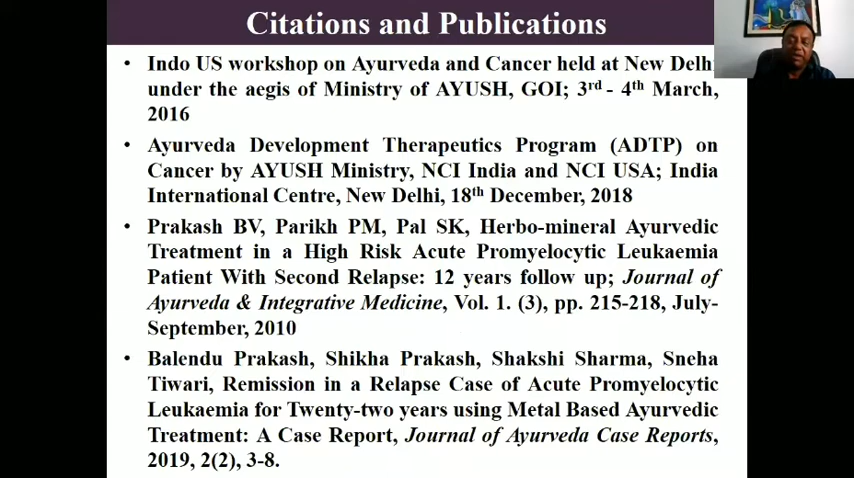 Citations and Publications
• Indo US workshop on Ayurveda and Cancer held at New Delh
under the aegis of Ministry of AYUSH, GOI; 3rd - 4th March,
2016
• Ayurveda Development Therapeutics Program (ADTP) on
Cancer by AYUSH Ministry, NCI India and NCI USA; India
International Centre, New Delhi, 18th December, 2018
• Prakash BV, Parikh PM, Pal SK, Herbo-mineral Ayurvedic
Treatment in a High Risk Acute Promyelocytic Leukaemia
Patient With Second Relapse: 12 years follow up; Journal of
Ayurveda & Integrative Medicine, Vol. 1. (3), pp. 215-218, July-
September, 2010
• Balendu Prakash, Shikha Prakash, Shakshi Sharma, Sneha
Tiwari, Remission in a Relapse Case of Acute Promyelocytic
Leukaemia for Twenty-two years using Metal Based Ayurvedic
Treatment: A Case Report, Journal of Ayurveda Case Reports,
2019, 2(2), 3-8.